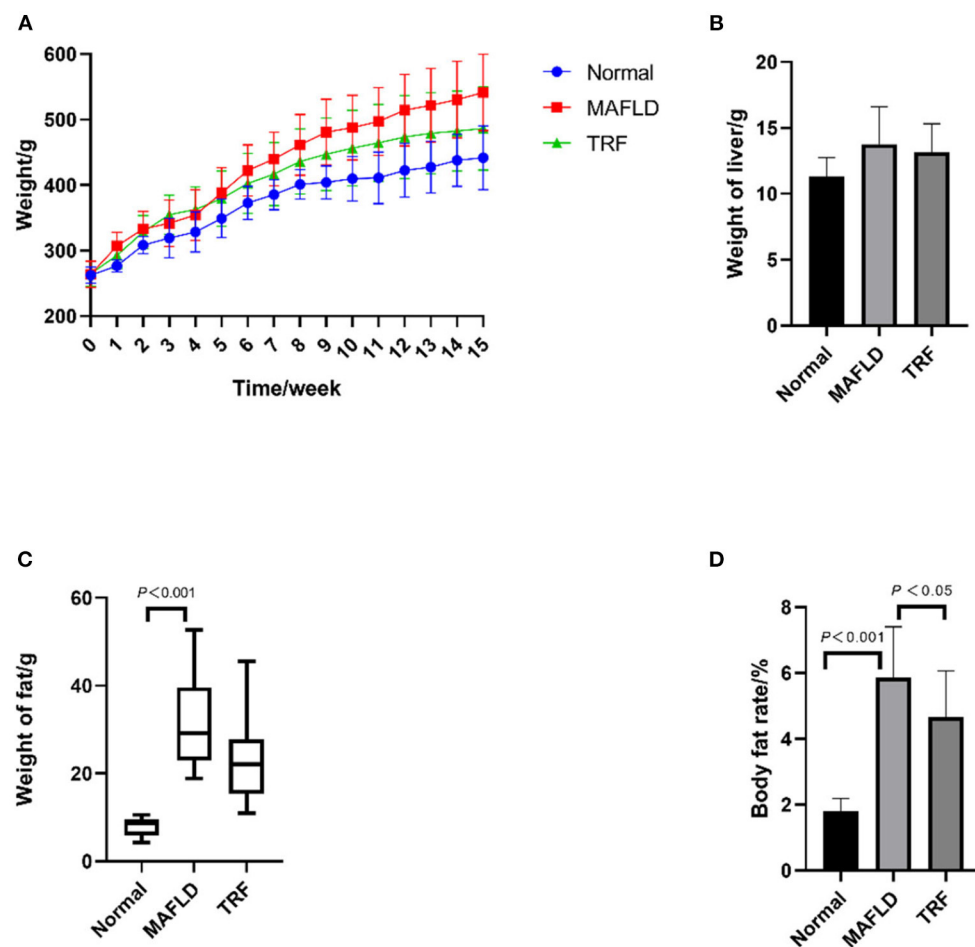 A
600
500
400
300
200
Weight/g
0 1 2 3 4 5 6 7 8 9 10 11 12 13 14 15
Time/week
Normal
MAFLD
TRF
B
20
15
10
5
0
Weight of liver/g
Normal MAFLD TRF
C
60
40
20
0
Weight of fat/g
P<0.001
Normal MAFLD TRF
D
8
6
4
2
0
Body fat rate/%
P<0.001
P<0.05
Normal MAFLD TRF